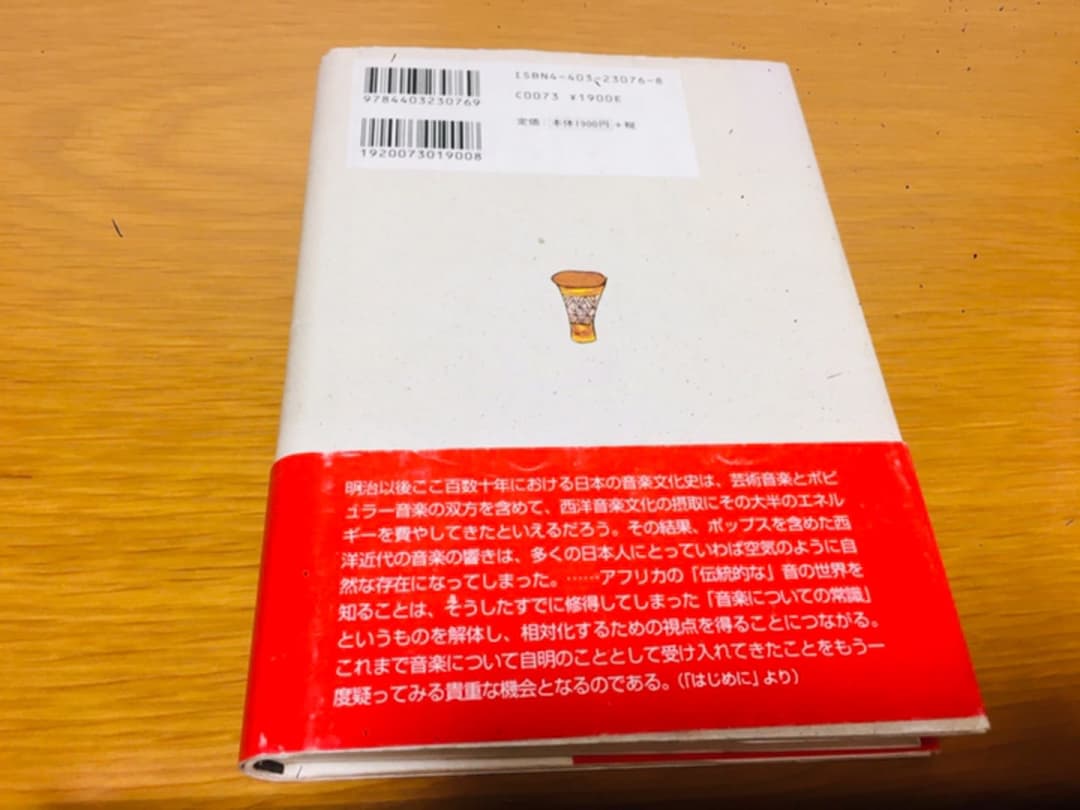 ISBN4-403-23076-8
C0073 ¥1900E
定価 本体1900円+税
9784403230769
1920073019008
明治以後ここ百数十年における日本の音楽文化史は、芸術音楽とポピ
ュラー音楽の双方を含めて、西洋音楽文化の摂取にその大半のエネル
ギーを費やしてきたといえるだろう。その結果、ポップスを含めた西
洋近代の音楽の響きは、多くの日本人にとっていわば空気のように自
然な存在になってしまった。……アフリカの「伝統的な」音の世界を
知ることは、そうしたすでに修得してしまった「音楽についての常識」
というものを解体し、相対化するための視点を得ることにつながる。
これまで音楽について自明のこととして受け入れてきたことをもう一
度疑ってみる貴重な機会となるのである。(「はじめに」より)